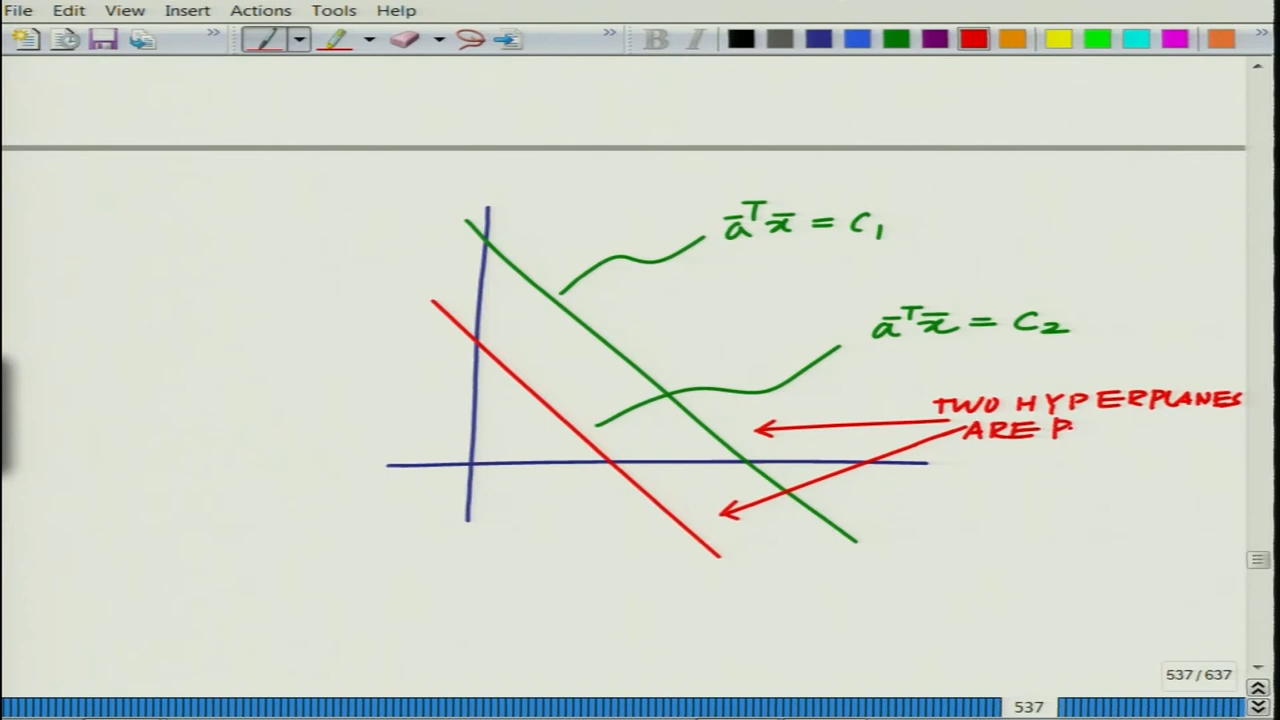 File Edit View Insert Actions Tools Help
B I
āᵀx̄ = C₁
āᵀx̄ = C₂
TWO HYPERPLANES
ARE P
537 / 637
537